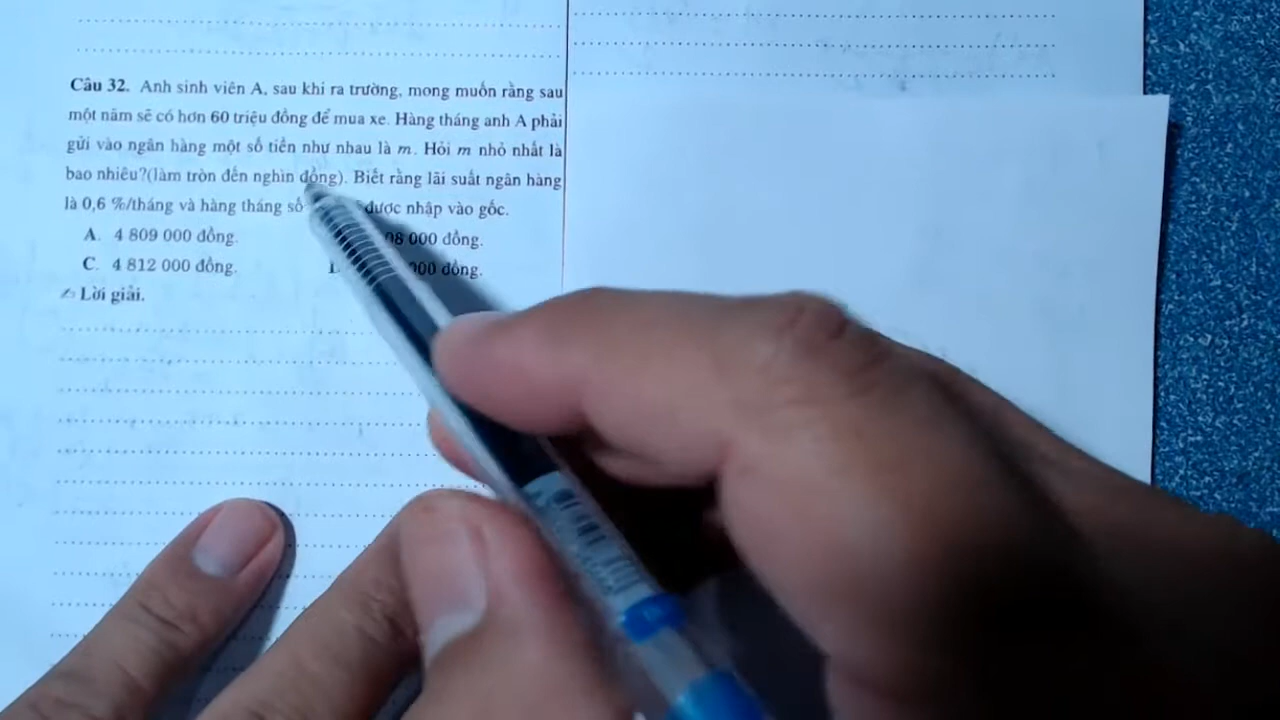 Câu 32. Anh sinh viên A, sau khi ra trường, mong muốn rằng sau
một năm sẽ có hơn 60 triệu đồng để mua xe. Hàng tháng anh A phải
gửi vào ngân hàng một số tiền như nhau là m. Hỏi m nhỏ nhất là
bao nhiêu?(làm tròn đến nghìn đồng). Biết rằng lãi suất ngân hàng
là 0,6 %/tháng và hàng tháng số được nhập vào gốc.
A. 4 809 000 đồng. 08 000 đồng.
C. 4 812 000 đồng. 000 đồng.
Lời giải.